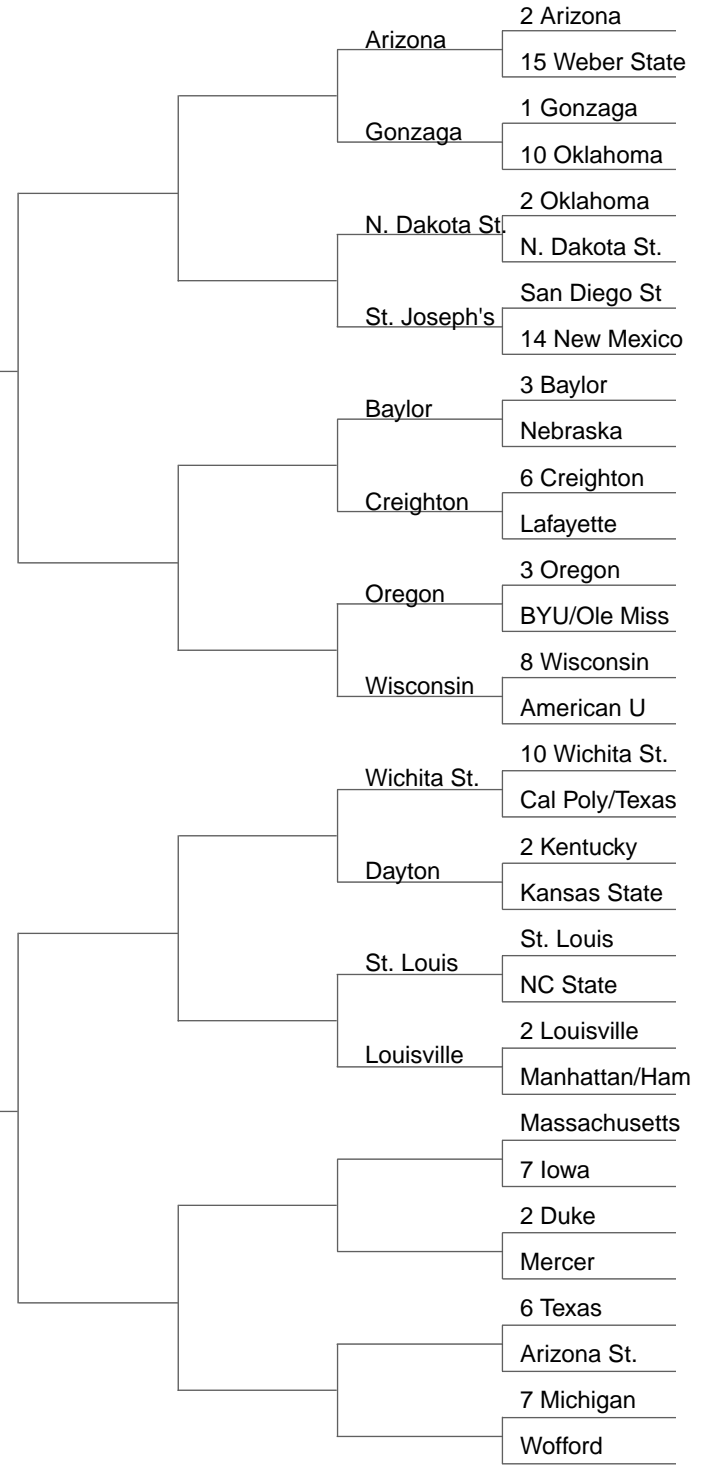 2 Arizona
Arizona
15 Weber State
1 Gonzaga
Gonzaga
10 Oklahoma
2 Oklahoma
N. Dakota St.
N. Dakota St.
San Diego St
St. Joseph's
14 New Mexico
3 Baylor
Baylor
Nebraska
6 Creighton
Creighton
Lafayette
3 Oregon
Oregon
BYU/Ole Miss
8 Wisconsin
Wisconsin
American U
10 Wichita St.
Wichita St.
Cal Poly/Texas
2 Kentucky
Dayton
Kansas State
St. Louis
St. Louis
NC State
2 Louisville
Louisville
Manhattan/Ham
Massachusetts
7 Iowa
2 Duke
Mercer
6 Texas
Arizona St.
7 Michigan
Wofford